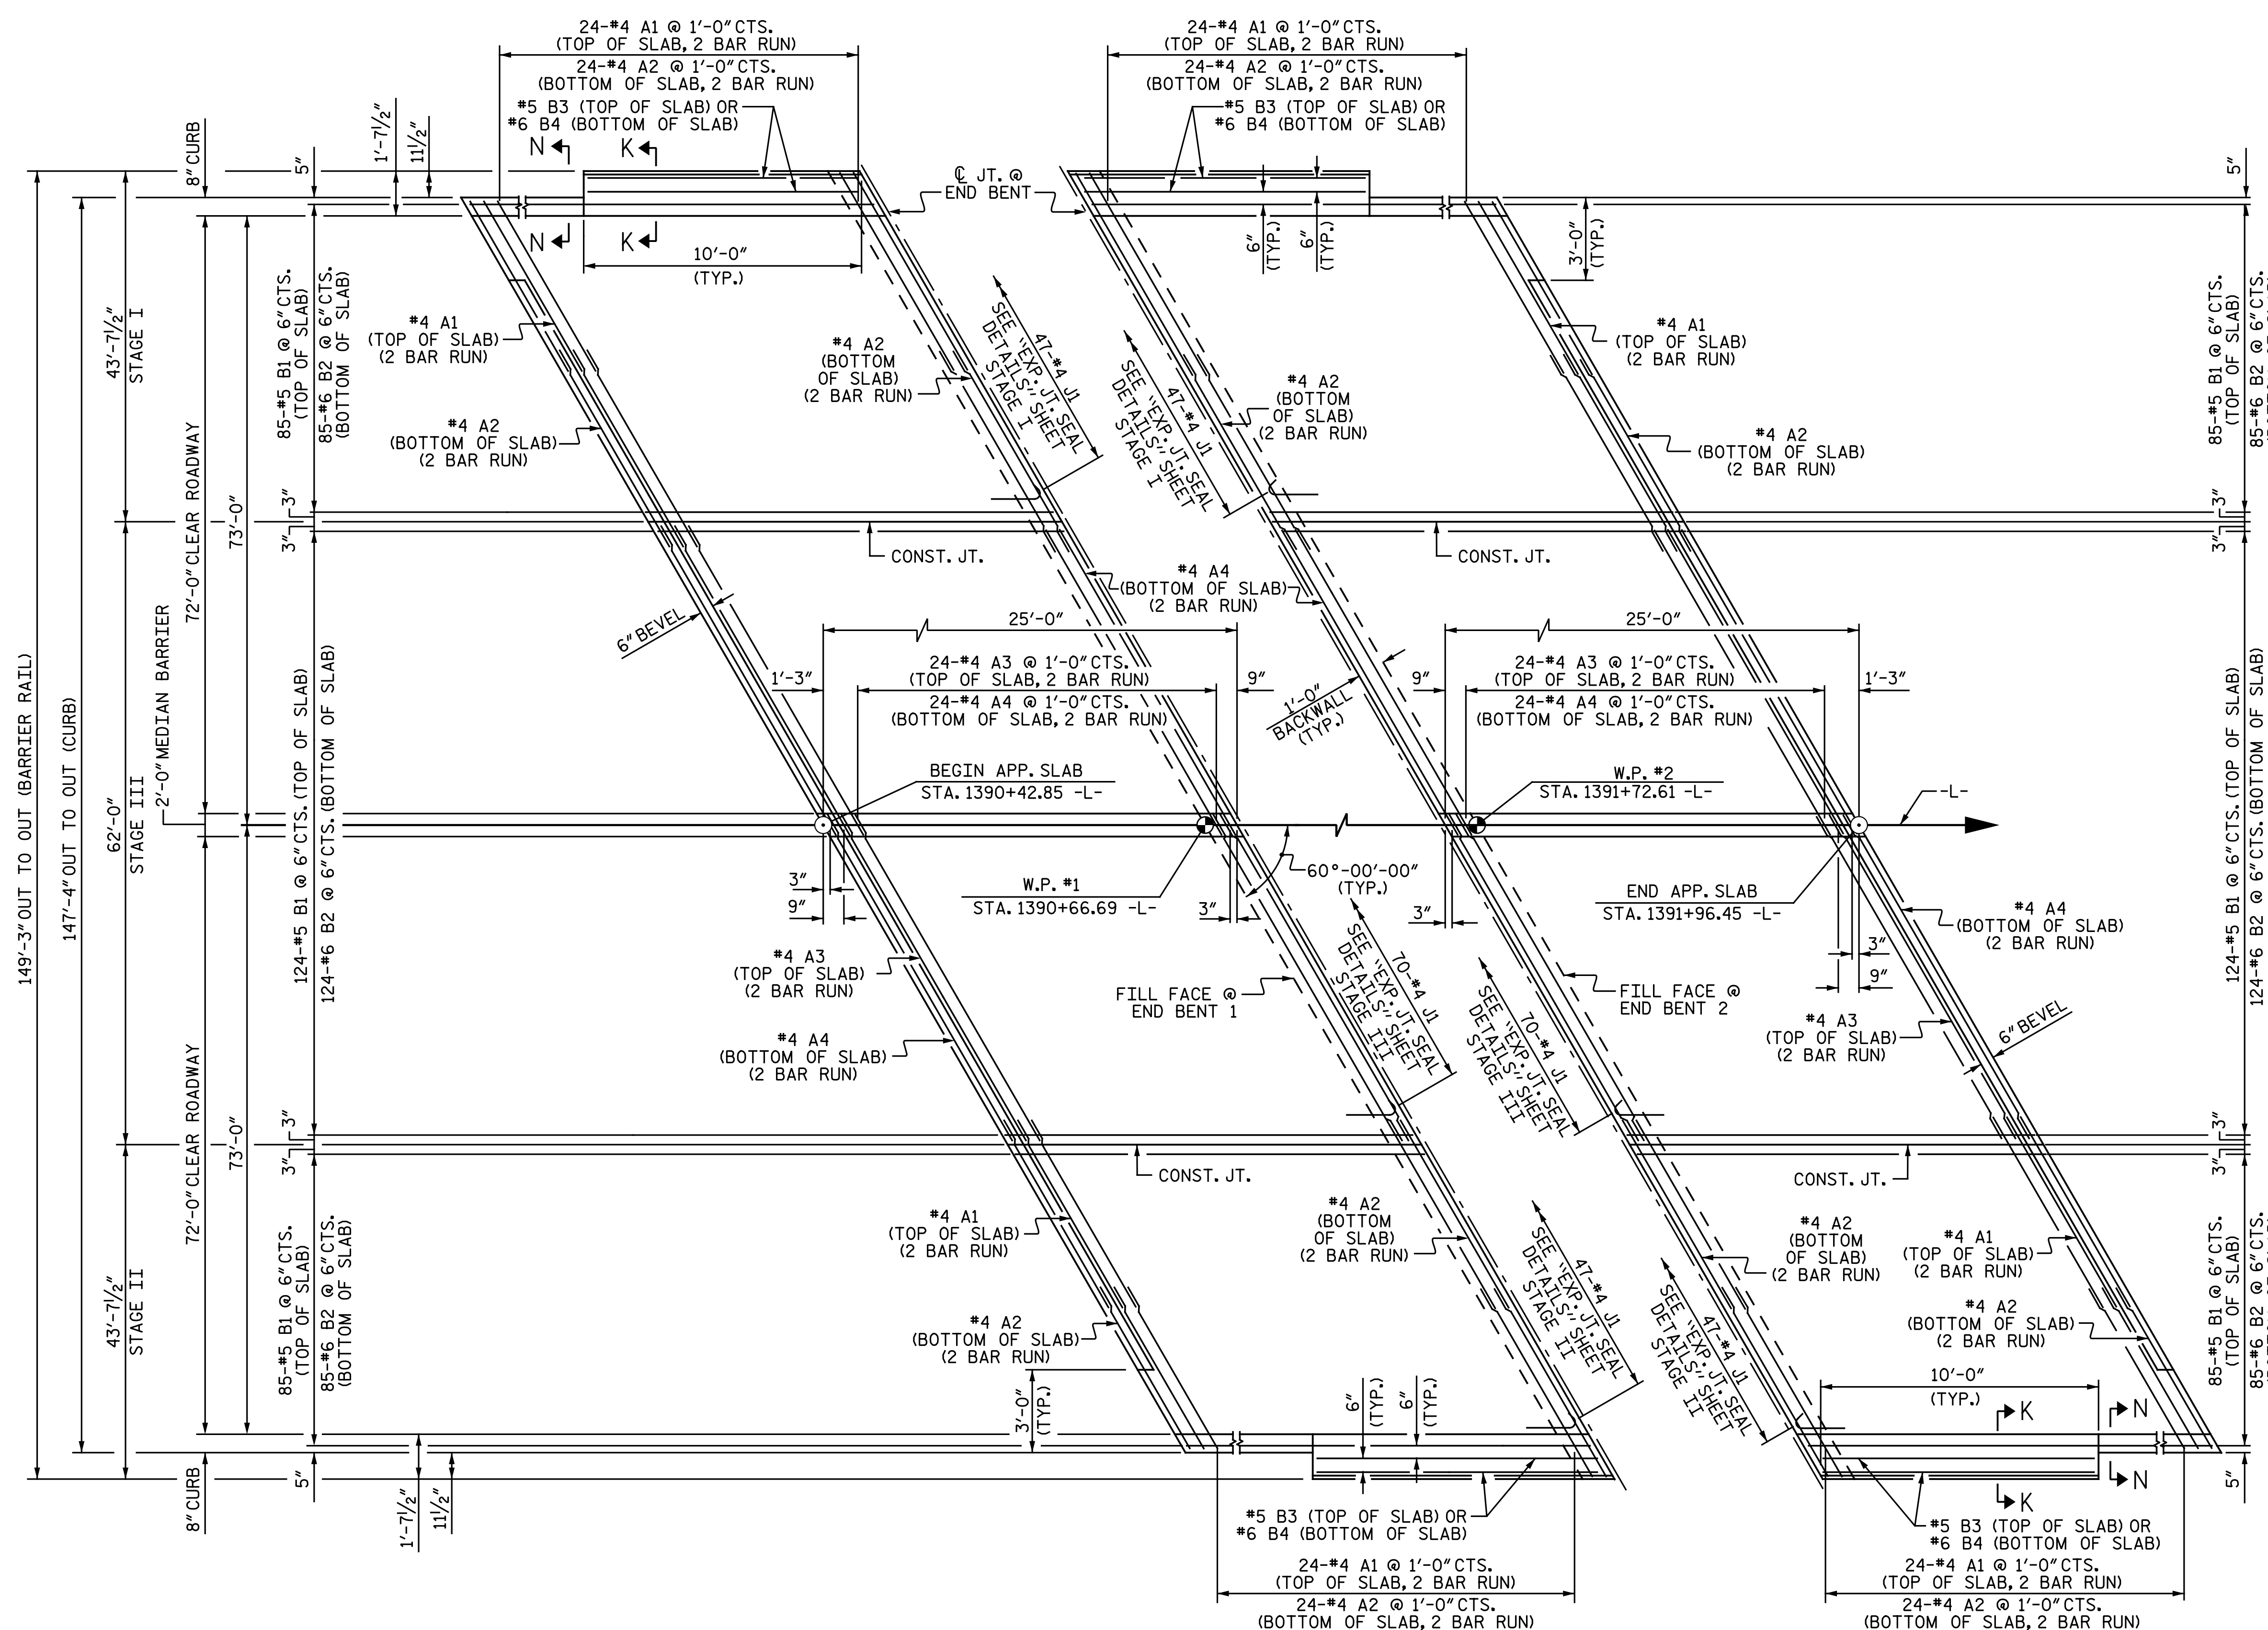 24-#4 A1 @ 1'-0" CTS.
(TOP OF SLAB, 2 BAR RUN)
24-#4 A2 @ 1'-0" CTS.
(BOTTOM OF SLAB, 2 BAR RUN)
#5 B3 (TOP OF SLAB) OR
#6 B4 (BOTTOM OF SLAB)
24-#4 A1 @ 1'-0" CTS.
(TOP OF SLAB, 2 BAR RUN)
24-#4 A2 @ 1'-0" CTS.
(BOTTOM OF SLAB, 2 BAR RUN)
#5 B3 (TOP OF SLAB) OR
#6 B4 (BOTTOM OF SLAB)
8" CURB
5"
1'-7½"
11½"
N
K
N
K
10'-0"
(TYP.)
℄ JT. @
END BENT
6"
(TYP.)
6"
(TYP.)
3'-0"
(TYP.)
5"
149'-3" OUT TO OUT (BARRIER RAIL)
147'-4" OUT TO OUT (CURB)
43'-7½"
STAGE I
72'-0" CLEAR ROADWAY
73'-0"
85-#5 B1 @ 6" CTS.
(TOP OF SLAB)
85-#6 B2 @ 6" CTS.
(BOTTOM OF SLAB)
#4 A1
(TOP OF SLAB)
(2 BAR RUN)
#4 A2
(BOTTOM OF SLAB)
(2 BAR RUN)
#4 A2
(BOTTOM
OF SLAB)
(2 BAR RUN)
47-#4 J1
SEE "EXP. JT. SEAL
DETAILS", SHEET
STAGE I
47-#4 J1
SEE "EXP. JT. SEAL
DETAILS", SHEET
STAGE I
#4 A2
(BOTTOM
OF SLAB)
(2 BAR RUN)
#4 A1
(TOP OF SLAB)
(2 BAR RUN)
#4 A2
(BOTTOM OF SLAB)
(2 BAR RUN)
85-#5 B1 @ 6" CTS.
(TOP OF SLAB)
85-#6 B2 @ 6" CTS.
3"
3"
CONST. JT.
CONST. JT.
3"
3"
#4 A4
(BOTTOM OF SLAB)
(2 BAR RUN)
6" BEVEL
25'-0"
25'-0"
1'-3"
24-#4 A3 @ 1'-0" CTS.
(TOP OF SLAB, 2 BAR RUN)
24-#4 A4 @ 1'-0" CTS.
(BOTTOM OF SLAB, 2 BAR RUN)
9"
1'-0"
BACKWALL
(TYP.)
9"
24-#4 A3 @ 1'-0" CTS.
(TOP OF SLAB, 2 BAR RUN)
24-#4 A4 @ 1'-0" CTS.
(BOTTOM OF SLAB, 2 BAR RUN)
1'-3"
62'-0"
STAGE III
2'-0" MEDIAN BARRIER
124-#5 B1 @ 6" CTS. (TOP OF SLAB)
124-#6 B2 @ 6" CTS. (BOTTOM OF SLAB)
BEGIN APP. SLAB
STA. 1390+42.85 -L-
W.P. #2
STA. 1391+72.61 -L-
-L-
124-#5 B1 @ 6" CTS. (TOP OF SLAB)
124-#6 B2 @ 6" CTS. (BOTTOM OF SLAB)
3"
9"
W.P. #1
STA. 1390+66.69 -L-
3"
60°-00'-00"
(TYP.)
3"
END APP. SLAB
STA. 1391+96.45 -L-
3"
9"
#4 A4
(BOTTOM OF SLAB)
(2 BAR RUN)
#4 A3
(TOP OF SLAB)
(2 BAR RUN)
#4 A4
(BOTTOM OF SLAB)
(2 BAR RUN)
FILL FACE @
END BENT 1
70-#4 J1
SEE "EXP. JT. SEAL
DETAILS", SHEET
STAGE III
70-#4 J1
SEE "EXP. JT. SEAL
DETAILS", SHEET
STAGE III
FILL FACE @
END BENT 2
#4 A3
(TOP OF SLAB)
(2 BAR RUN)
6" BEVEL
72'-0" CLEAR ROADWAY
73'-0"
3"
3"
CONST. JT.
CONST. JT.
3"
3"
43'-7½"
STAGE II
85-#5 B1 @ 6" CTS.
(TOP OF SLAB)
85-#6 B2 @ 6" CTS.
(BOTTOM OF SLAB)
#4 A1
(TOP OF SLAB)
(2 BAR RUN)
#4 A2
(BOTTOM OF SLAB)
(2 BAR RUN)
#4 A2
(BOTTOM
OF SLAB)
(2 BAR RUN)
47-#4 J1
SEE "EXP. JT. SEAL
DETAILS", SHEET
STAGE II
47-#4 J1
SEE "EXP. JT. SEAL
DETAILS", SHEET
STAGE II
#4 A2
(BOTTOM
OF SLAB)
(2 BAR RUN)
#4 A1
(TOP OF SLAB)
(2 BAR RUN)
#4 A2
(BOTTOM OF SLAB)
(2 BAR RUN)
85-#5 B1 @ 6" CTS.
(TOP OF SLAB)
85-#6 B2 @ 6" CTS.
3'-0"
(TYP.)
6"
(TYP.)
6"
(TYP.)
10'-0"
(TYP.)
K
N
K
N
8" CURB
5"
1'-7½"
11½"
5"
#5 B3 (TOP OF SLAB) OR
#6 B4 (BOTTOM OF SLAB)
24-#4 A1 @ 1'-0" CTS.
(TOP OF SLAB, 2 BAR RUN)
24-#4 A2 @ 1'-0" CTS.
(BOTTOM OF SLAB, 2 BAR RUN)
#5 B3 (TOP OF SLAB) OR
#6 B4 (BOTTOM OF SLAB)
24-#4 A1 @ 1'-0" CTS.
(TOP OF SLAB, 2 BAR RUN)
24-#4 A2 @ 1'-0" CTS.
(BOTTOM OF SLAB, 2 BAR RUN)